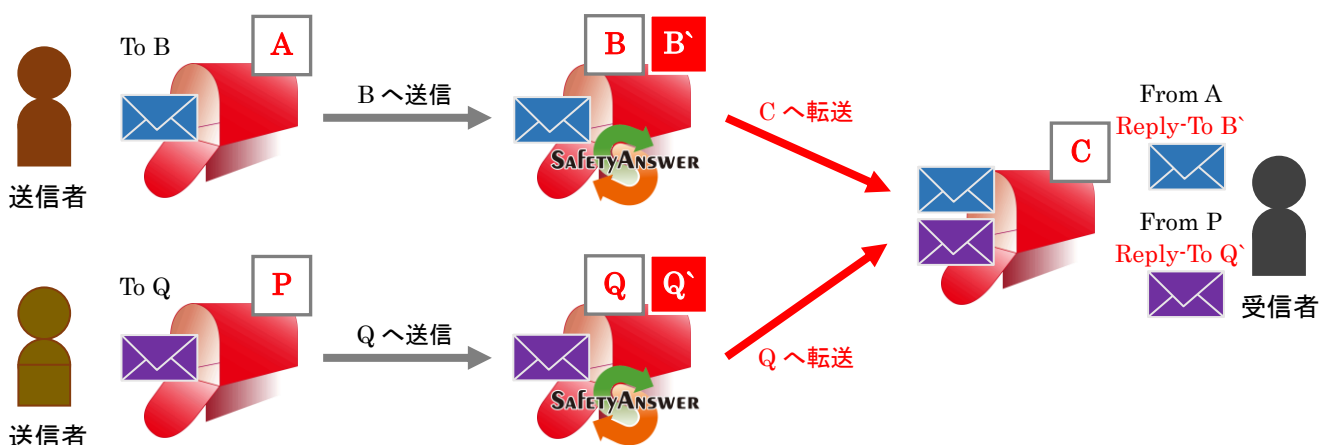 To B
A
B へ送信
B B`
SAFETYANSWER
送信者
C へ転送
C
From A
Reply-To B`
From P
Reply-To Q`
受信者
To Q
P
Q へ送信
Q Q`
SAFETYANSWER
Q へ転送
送信者